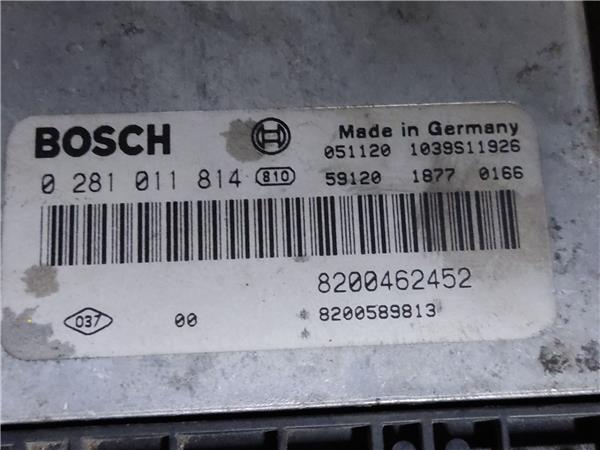 BOSCH
Made in Germany
051120 1039S11926
0 281 011 814 810 59120 1877 0166
8200462452
037 00 8200589813